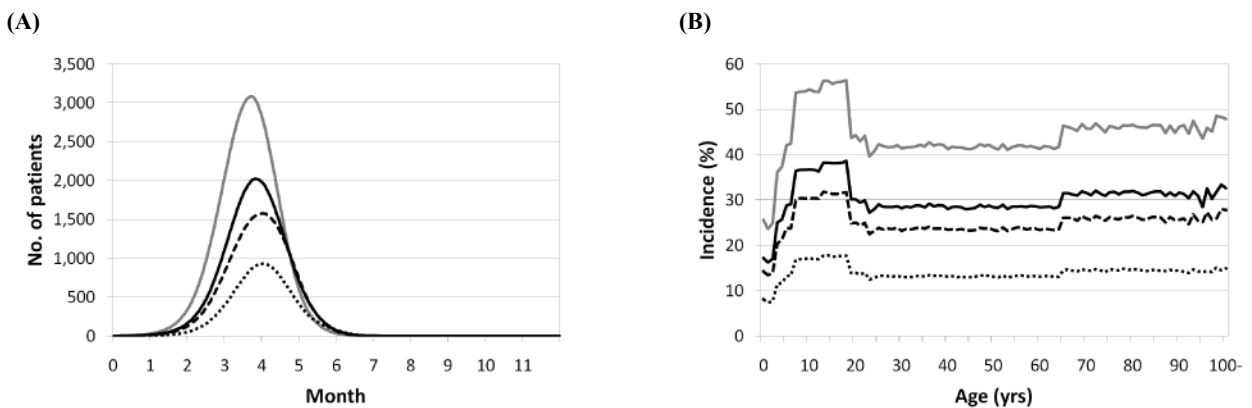 (A)
(B)
No. of patients
3,500
3,000
2,500
2,000
1,500
1,000
500
0
0 1 2 3 4 5 6 7 8 9 10 11
Month
Incidence (%)
60
50
40
30
20
10
0
0 10 20 30 40 50 60 70 80 90 100-
Age (yrs)